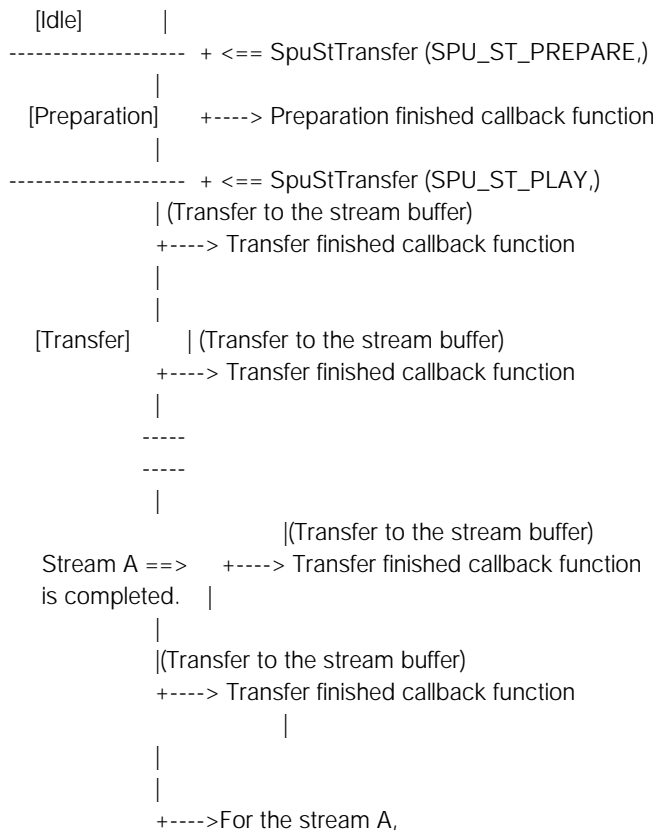 [Idle] |
-------------------- + <== SpuStTransfer (SPU_ST_PREPARE,)
|
[Preparation] +----> Preparation finished callback function
|
-------------------- + <== SpuStTransfer (SPU_ST_PLAY,)
| (Transfer to the stream buffer)
+----> Transfer finished callback function
|
|
[Transfer] | (Transfer to the stream buffer)
+----> Transfer finished callback function
|
-----
-----
|
|(Transfer to the stream buffer)
Stream A ==> +----> Transfer finished callback function
is completed. |
|
|(Transfer to the stream buffer)
+----> Transfer finished callback function
|
|
|
+---->For the stream A,